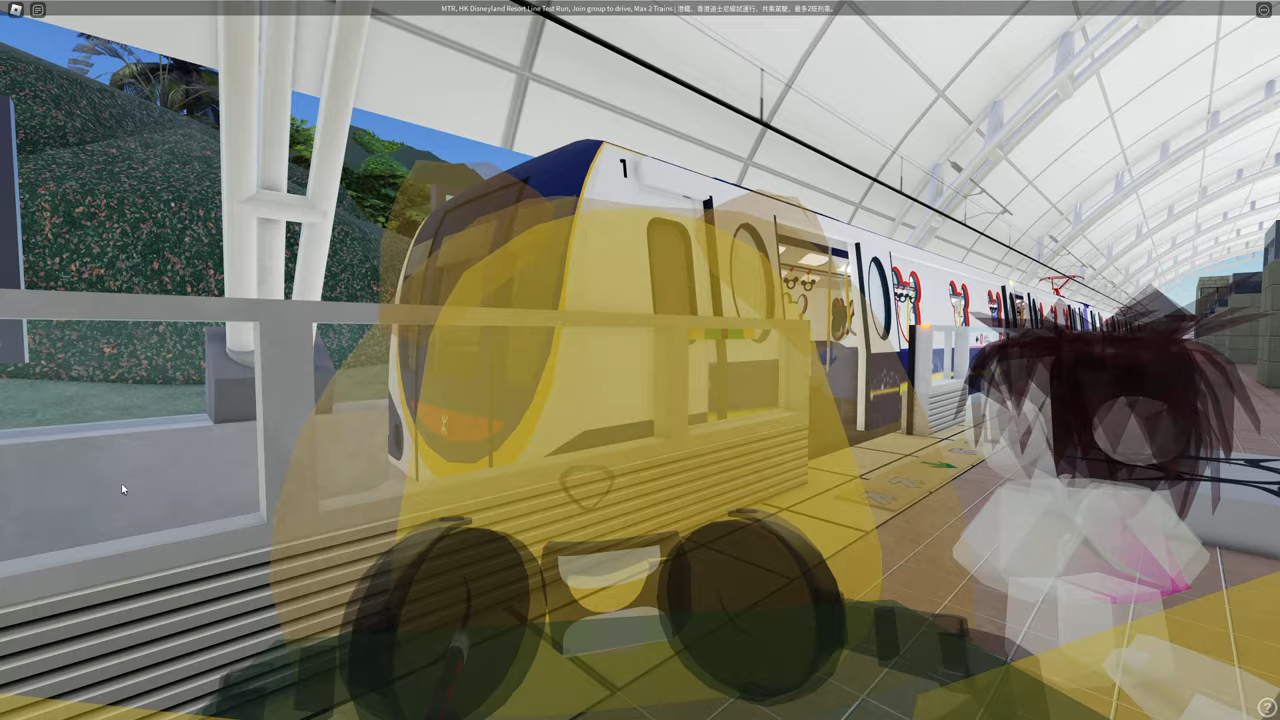 MTR, HK Disneyland Resort Line Test Run, Join group to drive, Max 2 Trains | 港鐵，香港迪士尼線試運行，共乘駕駛，最多2班列車。
1